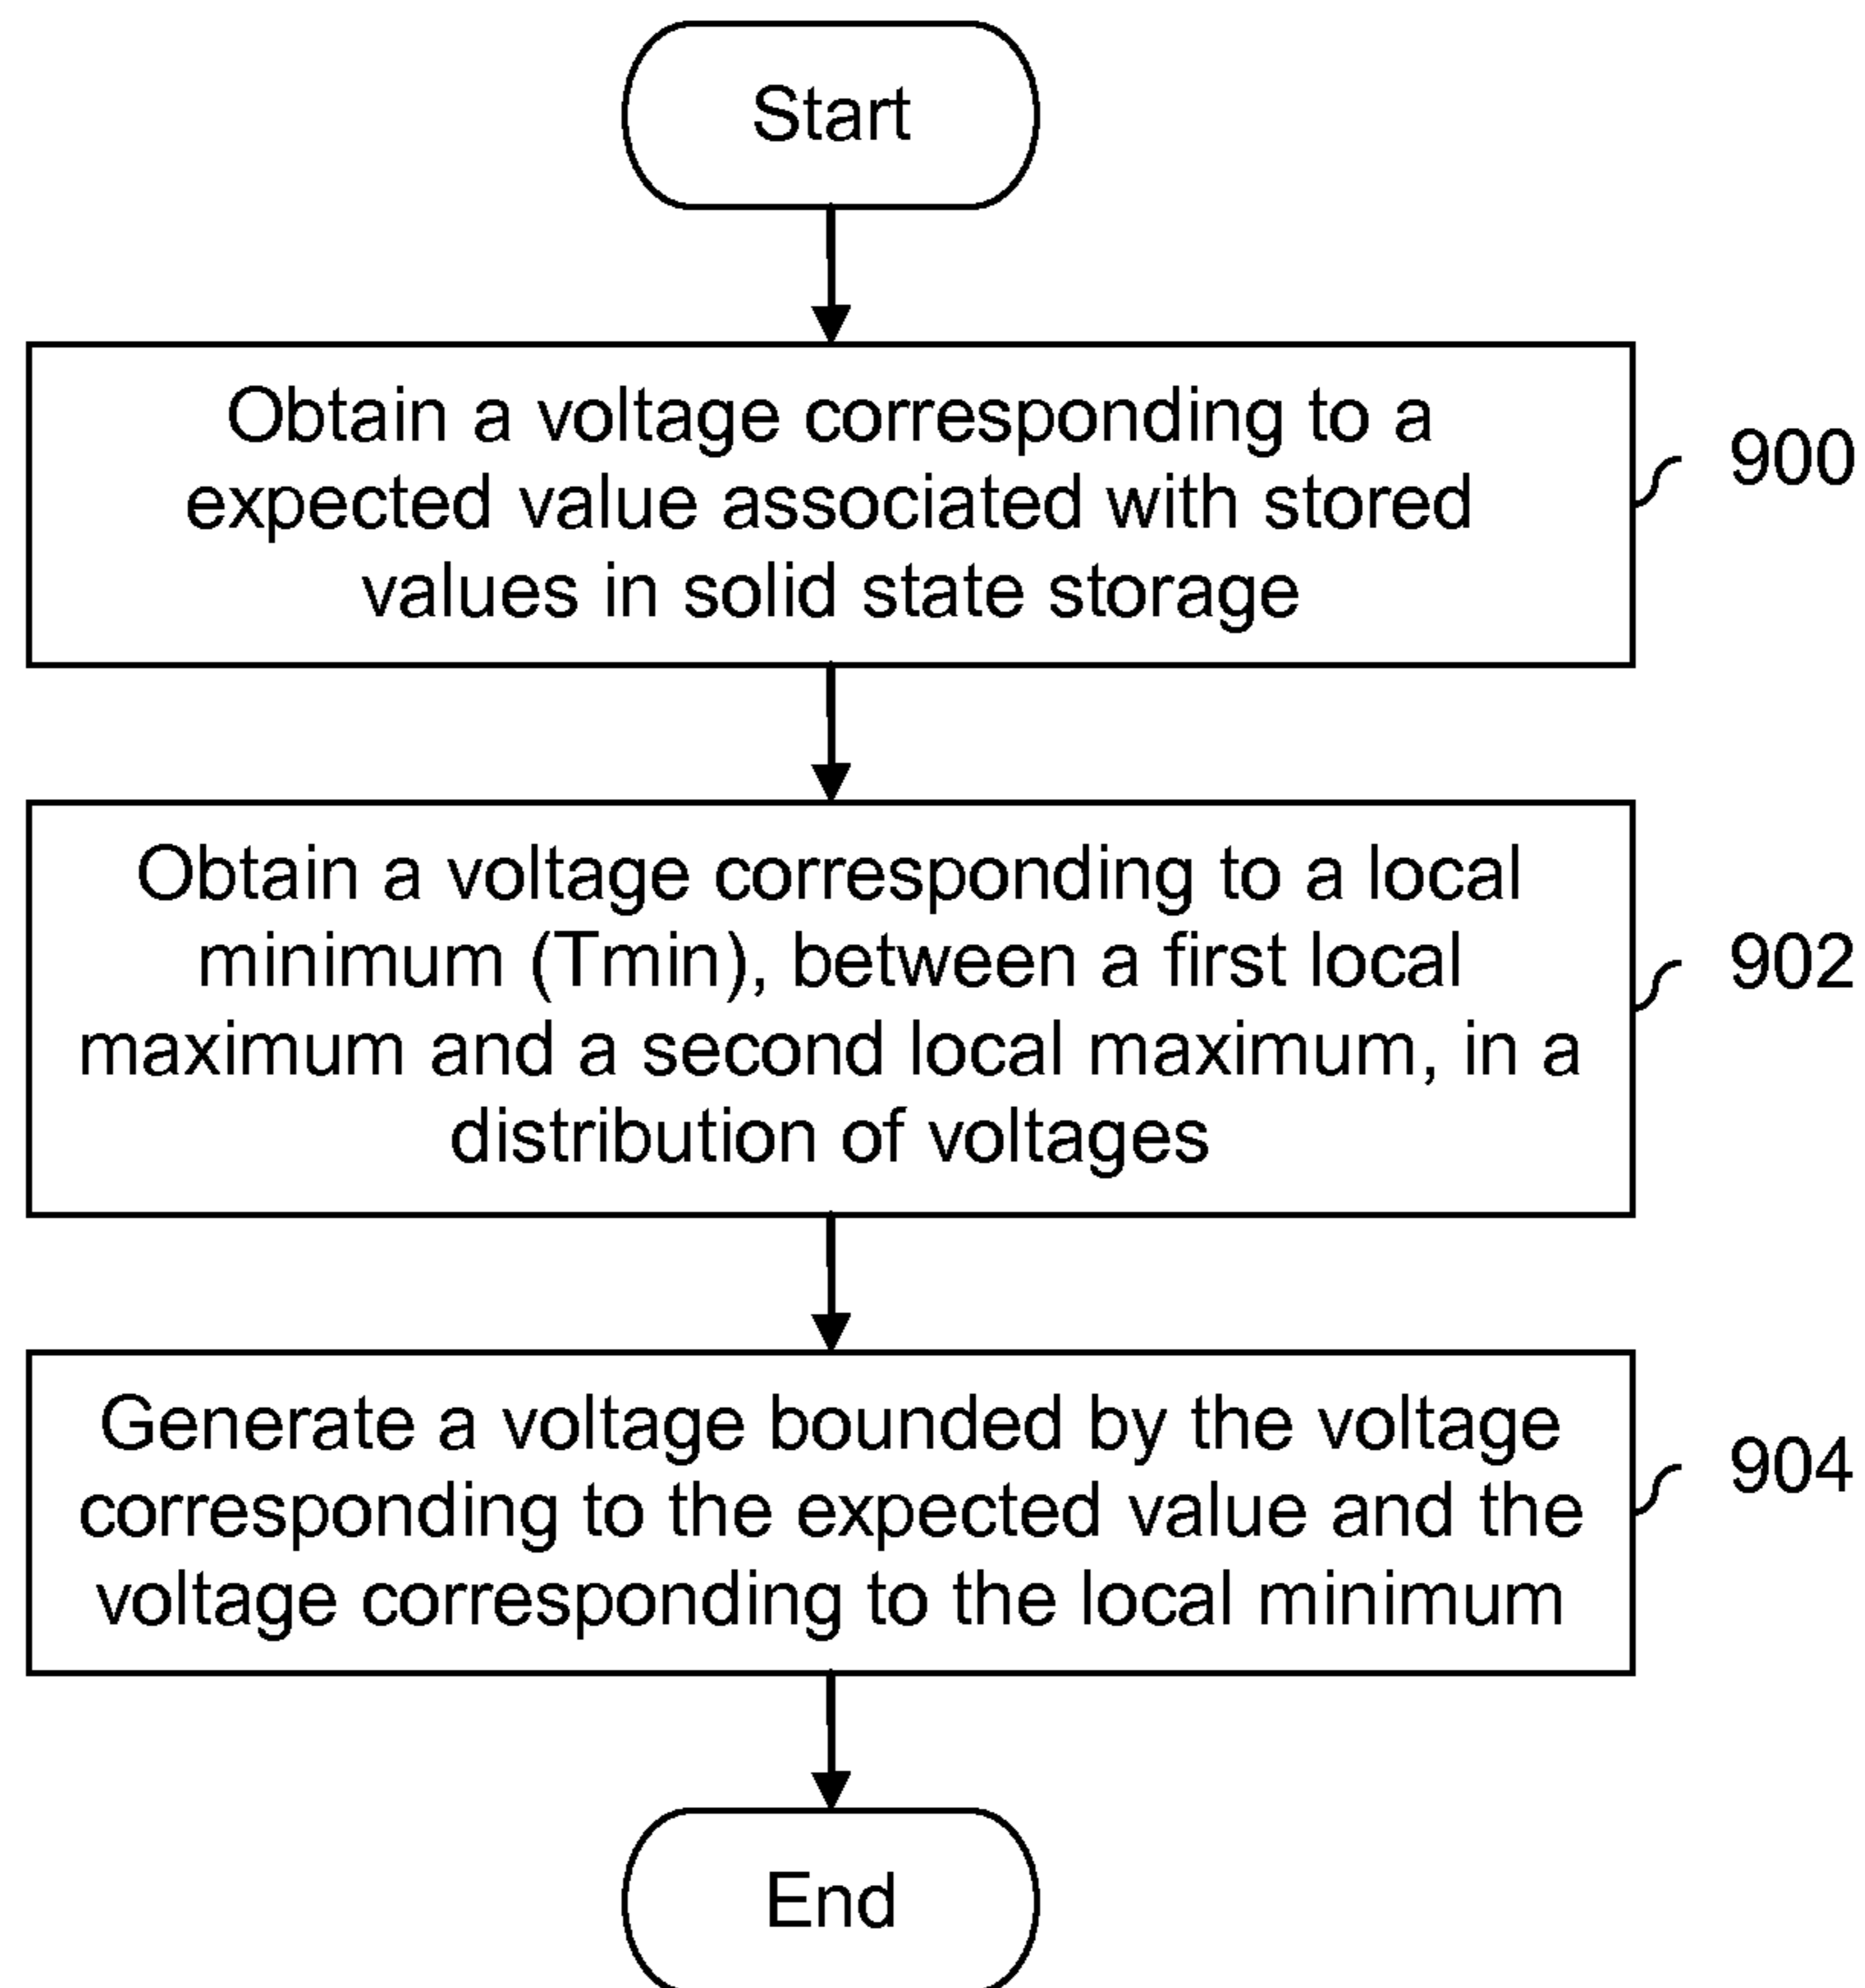 Start
Obtain a voltage corresponding to a
expected value associated with stored
values in solid state storage
900
Obtain a voltage corresponding to a local
minimum (Tmin), between a first local
maximum and a second local maximum, in a
distribution of voltages
902
Generate a voltage bounded by the voltage
corresponding to the expected value and the
voltage corresponding to the local minimum
904
End